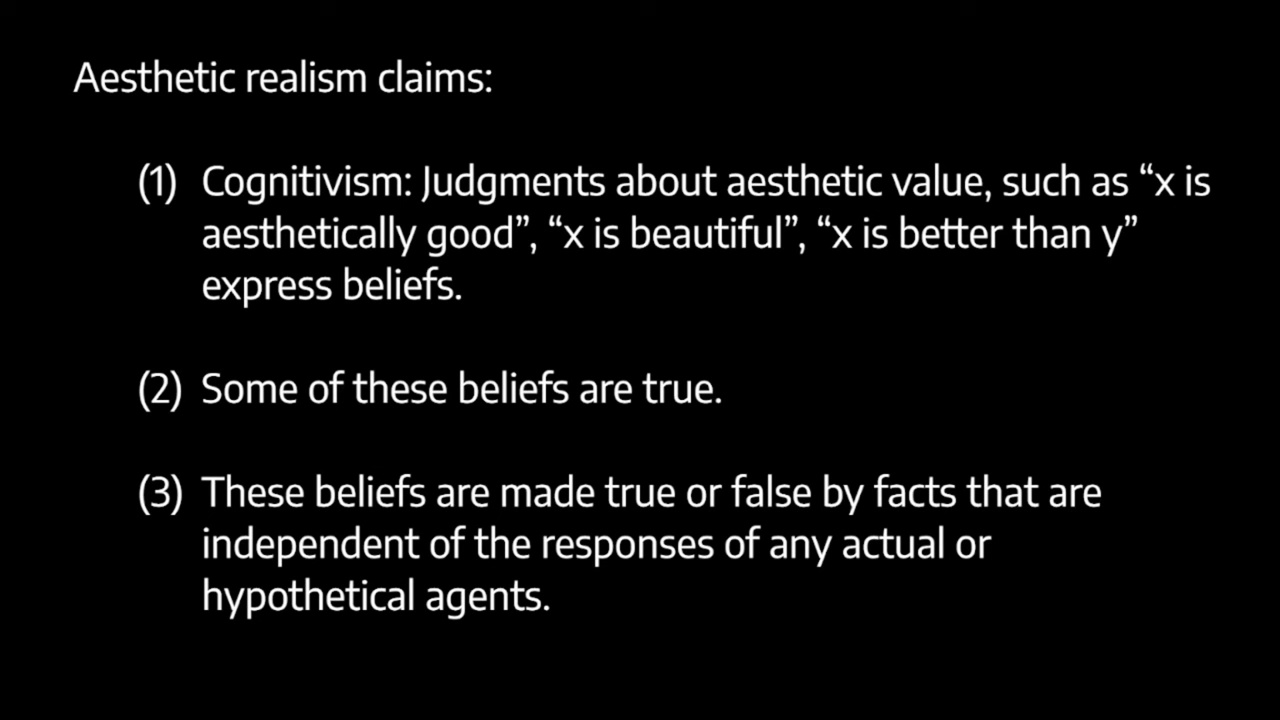 Aesthetic realism claims:
(1) Cognitivism: Judgments about aesthetic value, such as “x is
aesthetically good”, “x is beautiful”, “x is better than y”
express beliefs.
(2) Some of these beliefs are true.
(3) These beliefs are made true or false by facts that are
independent of the responses of any actual or
hypothetical agents.